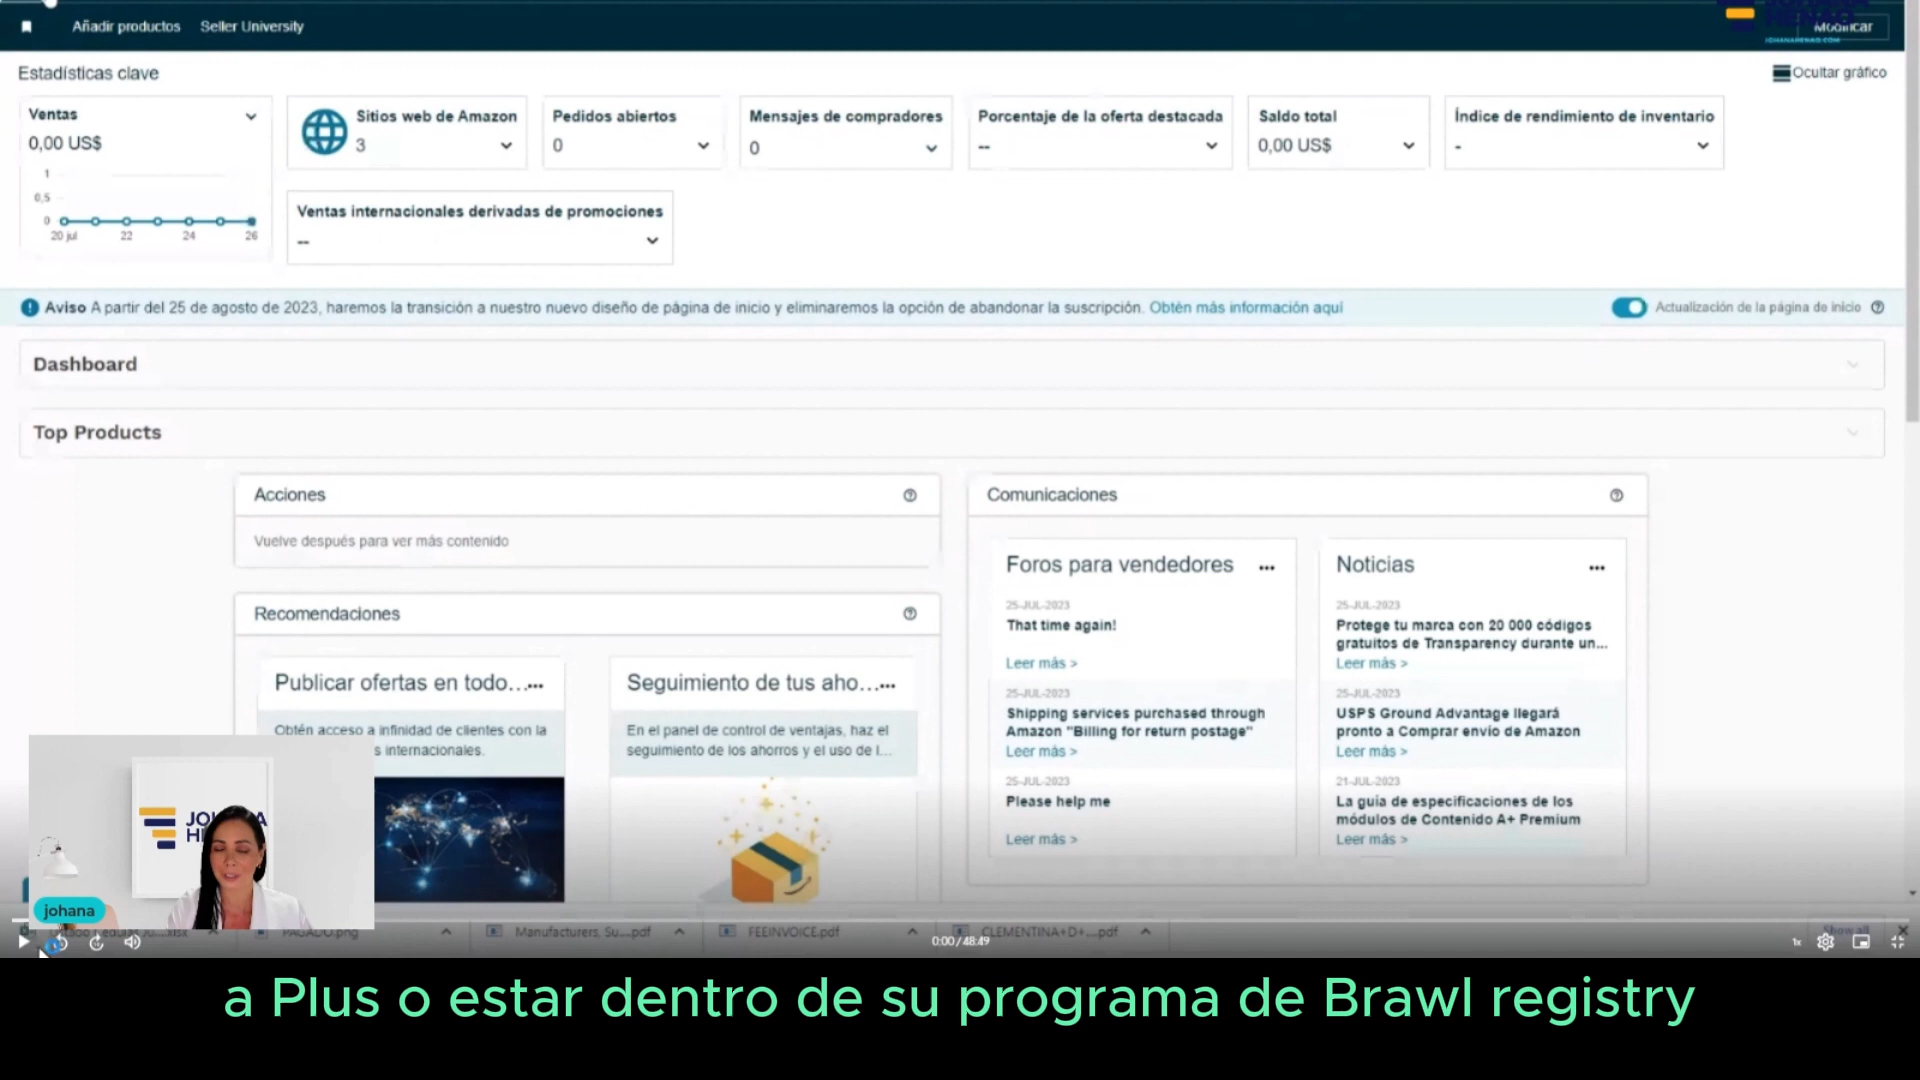 Añadir productos Seller University
Modificar
JOHANAHENAO.COM
Estadísticas clave
Ocultar gráfico
Ventas
0,00 US$
1
0,5
0
20 jul 22 24 26
Sitios web de Amazon
3
Pedidos abiertos
0
Mensajes de compradores
0
Porcentaje de la oferta destacada
--
Saldo total
0,00 US$
Índice de rendimiento de inventario
-
Ventas internacionales derivadas de promociones
--
Aviso A partir del 25 de agosto de 2023, haremos la transición a nuestro nuevo diseño de página de inicio y eliminaremos la opción de abandonar la suscripción. Obtén más información aquí
Actualización de la página de inicio
Dashboard
Top Products
Acciones
Vuelve después para ver más contenido
Recomendaciones
Publicar ofertas en todo...
Obtén acceso a infinidad de clientes con la
s internacionales.
Seguimiento de tus aho...
En el panel de control de ventajas, haz el
seguimiento de los ahorros y el uso de l...
Comunicaciones
Foros para vendedores
25-JUL-2023
That time again!
Leer más >
25-JUL-2023
Shipping services purchased through
Amazon "Billing for return postage"
Leer más >
25-JUL-2023
Please help me
Leer más >
Noticias
25-JUL-2023
Protege tu marca con 20 000 códigos
gratuitos de Transparency durante un...
Leer más >
25-JUL-2023
USPS Ground Advantage llegará
pronto a Comprar envío de Amazon
Leer más >
21-JUL-2023
La guía de especificaciones de los
módulos de Contenido A+ Premium
Leer más >
johana
PAGADO.png
Manufacturers, Su....pdf
FEEINVOICE.pdf
CLEMENTINA+D+....pdf
Show all
0:00 / 48:49
1x
a Plus o estar dentro de su programa de Brawl registry